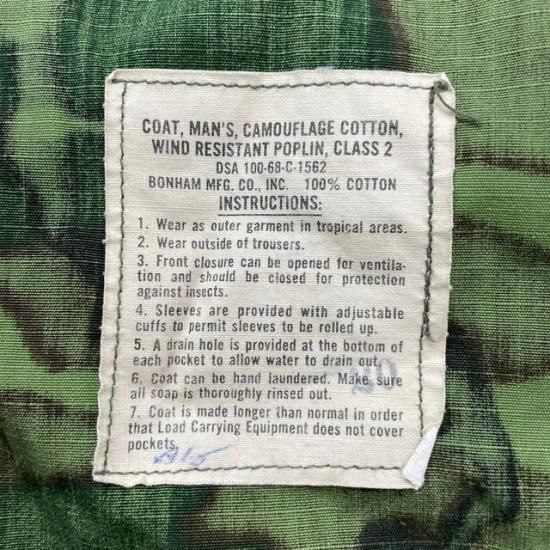 COAT, MAN'S, CAMOUFLAGE COTTON,
WIND RESISTANT POPLIN, CLASS 2
DSA 100-68-C-1562
BONHAM MFG. CO., INC. 100% COTTON
INSTRUCTIONS:
1. Wear as outer garment in tropical areas.
2. Wear outside of trousers.
3. Front closure can be opened for ventila-
tion and should be closed for protection
against insects.
4. Sleeves are provided with adjustable
cuffs to permit sleeves to be rolled up.
5. A drain hole is provided at the bottom of
each pocket to allow water to drain out.
6. Coat can be hand laundered. Make sure
all soap is thoroughly rinsed out.
7. Coat is made longer than normal in order
that Load Carrying Equipment does not cover
pockets.